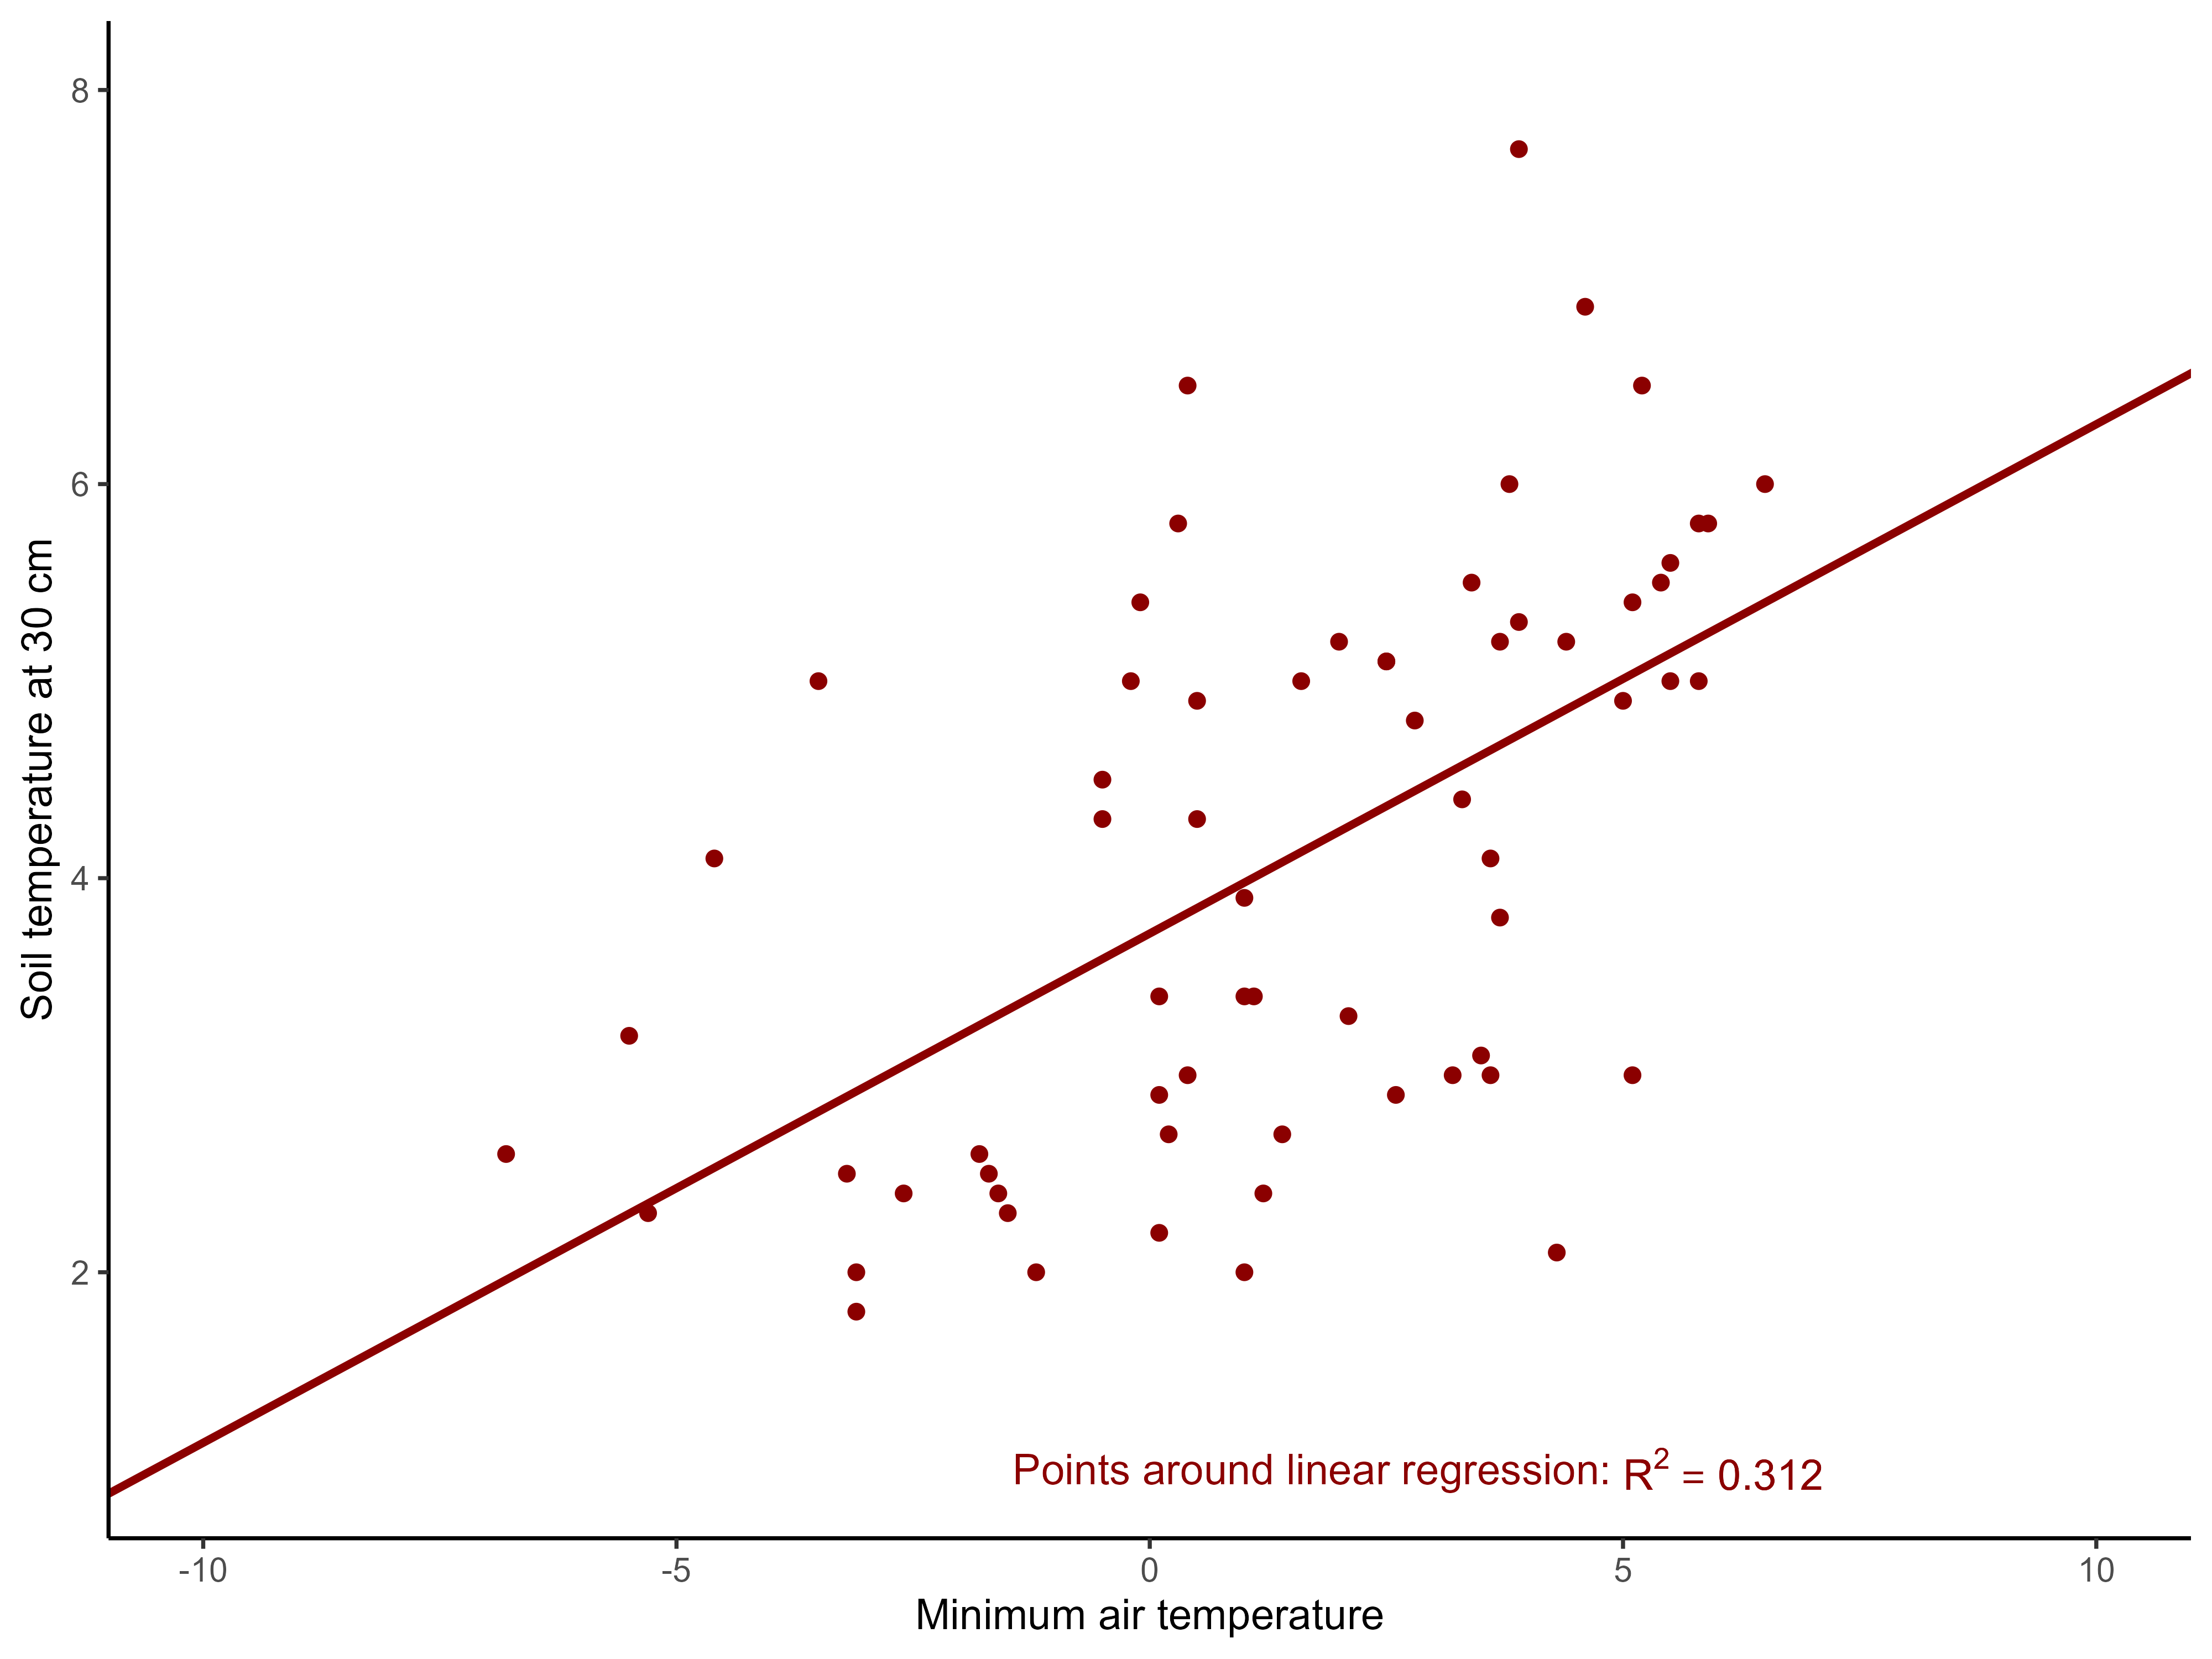 8
6
4
2
Soil temperature at 30 cm
Points around linear regression: R² = 0.312
-10 -5 0 5 10
Minimum air temperature